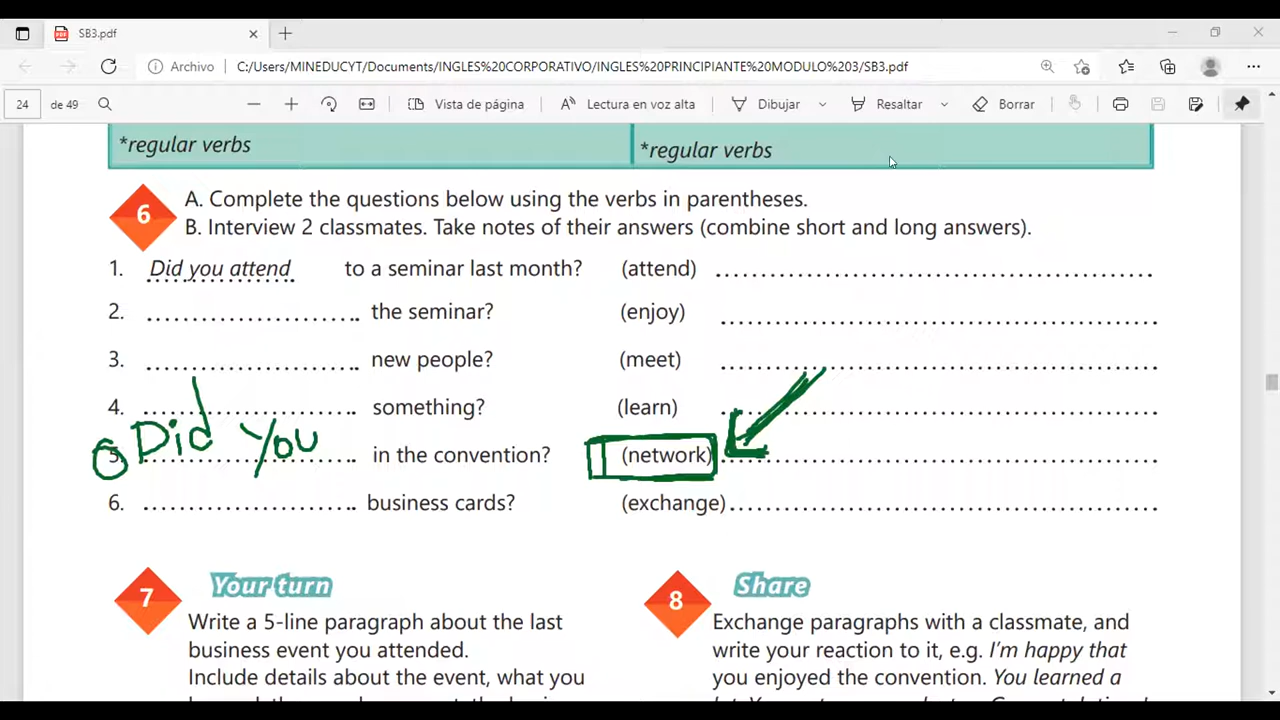 SB3.pdf
Archivo C:/Users/MINEDUCYT/Documents/INGLES%20CORPORATIVO/INGLES%20PRINCIPIANTE%20MODULO%203/SB3.pdf
24 de 49 Vista de página Lectura en voz alta Dibujar Resaltar Borrar
*regular verbs *regular verbs
6 A. Complete the questions below using the verbs in parentheses.
B. Interview 2 classmates. Take notes of their answers (combine short and long answers).
1. Did you attend to a seminar last month? (attend)
2. the seminar? (enjoy)
3. new people? (meet)
4. something? (learn)
5. Did You in the convention? (network)
6. business cards? (exchange)
7 Your turn
Write a 5-line paragraph about the last
business event you attended.
Include details about the event, what you
8 Share
Exchange paragraphs with a classmate, and
write your reaction to it, e.g. I'm happy that
you enjoyed the convention. You learned a